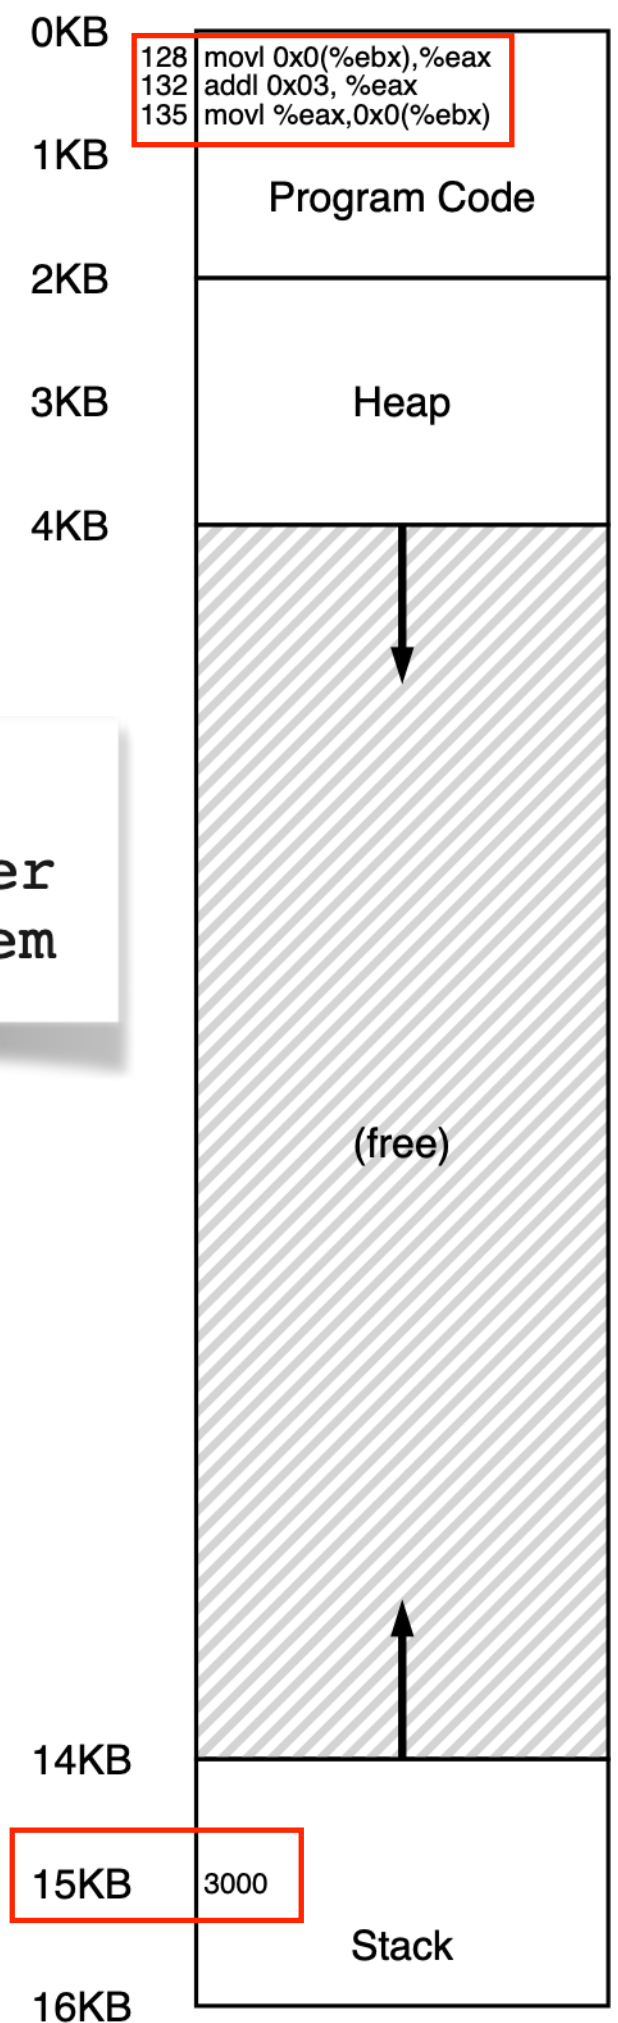 0KB
128 movl 0x0(%ebx),%eax
132 addl 0x03, %eax
135 movl %eax,0x0(%ebx)
1KB
Program Code
2KB
3KB
Heap
4KB
er
em
(free)
14KB
15KB 3000
Stack
16KB